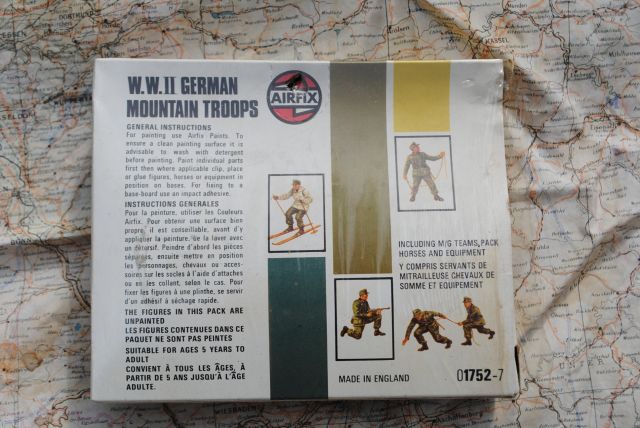 W.W.II GERMAN
MOUNTAIN TROOPS
AIRFIX
GENERAL INSTRUCTIONS
For painting use Airfix Paints. To
ensure a clean painting surface it is
advisable to wash with detergent
before painting. Paint individual parts
first then where applicable clip, place
or glue figures, horses or equipment in
position on bases. For fixing to a
base-board use an impact adhesive.
INSTRUCTIONS GENERALES
Pour la peinture, utiliser les Couleurs
Airfix. Pour obtenir une surface bien
propre, il est conseillable, avant d'y
appliquer la peinture, de la laver avec
un détersif. Peindre d'abord les pièces
séparées, ensuite mettre en position
les personnages, chevaux ou acces-
soires sur les socles à l'aide d'attaches
ou en les collant, selon le cas. Pour
fixer les figures à une plinthe, se servir
d'un adhésif à séchage rapide.
THE FIGURES IN THIS PACK ARE
UNPAINTED
LES FIGURES CONTENUES DANS CE
PAQUET NE SONT PAS PEINTES
SUITABLE FOR AGES 5 YEARS TO
ADULT
CONVIENT À TOUS LES ÂGES, À
PARTIR DE 5 ANS JUSQU'À L'ÂGE
ADULTE.
INCLUDING M/G TEAMS, PACK
HORSES AND EQUIPMENT
Y COMPRIS SERVANTS DE
MITRAILLEUSE CHEVAUX DE
SOMME ET EQUIPEMENT
MADE IN ENGLAND
01752-7
KASSEL
WIESBADEN
Aschaffenburg